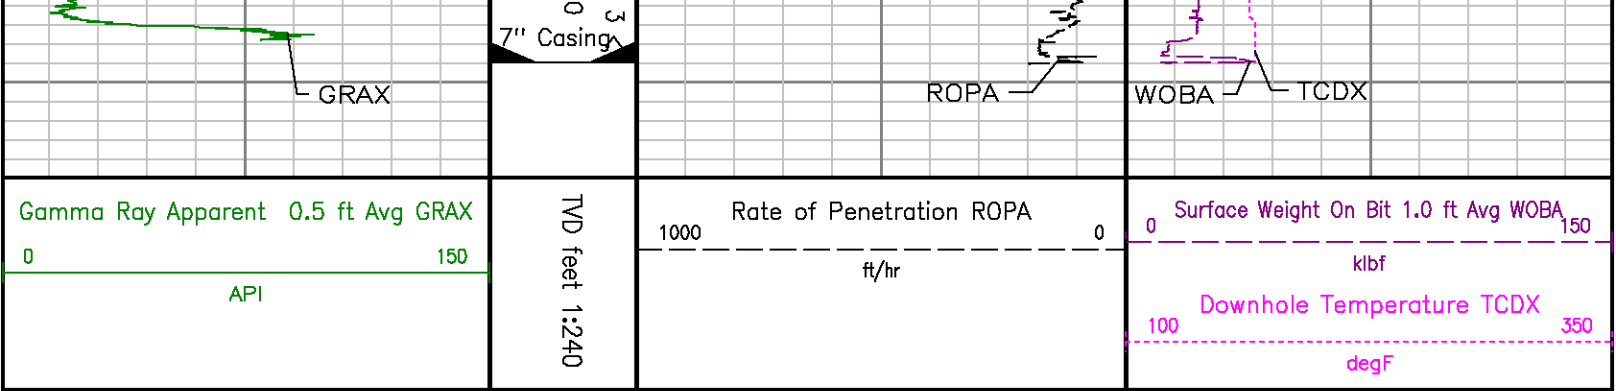 0
3
7" Casing
GRAX
ROPA
WOBA
TCDX
Gamma Ray Apparent 0.5 ft Avg GRAX
0 150
API
TVD feet 1:240
Rate of Penetration ROPA
1000 0
ft/hr
Surface Weight On Bit 1.0 ft Avg WOBA
0 150
klbf
Downhole Temperature TCDX
100 350
degF